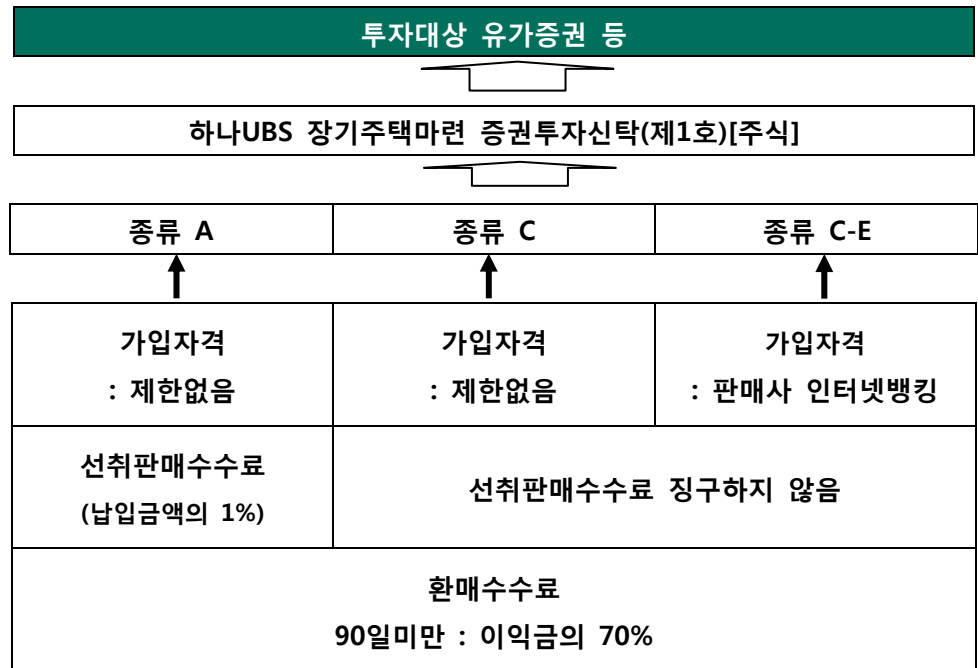 투자대상 유가증권 등
하나UBS 장기주택마련 증권투자신탁(제1호)[주식]
종류 A
종류 C
종류 C-E
가입자격
: 제한없음
가입자격
: 제한없음
가입자격
: 판매사 인터넷뱅킹
선취판매수수료
(납입금액의 1%)
선취판매수수료 징구하지 않음
환매수수료
90일미만 : 이익금의 70%